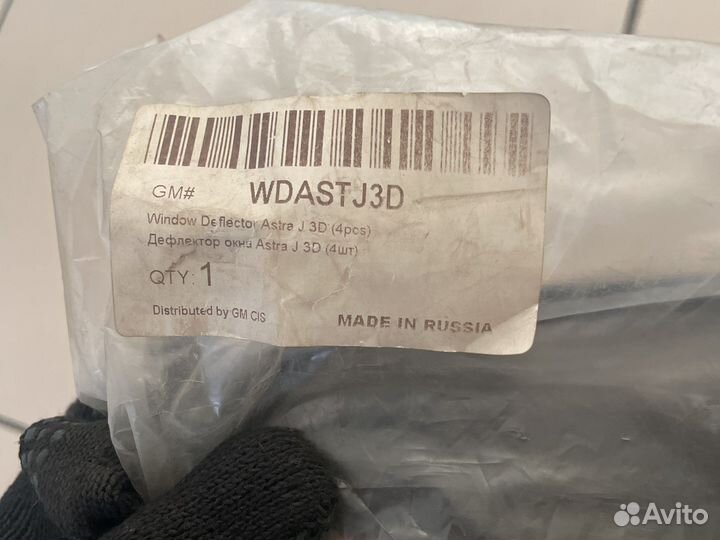 GM# WDASTJ3D
Window Deflector Astra J 3D (4pcs)
Дефлектор окна Astra J 3D (4шт)
QTY: 1
Distributed by GM CIS
MADE IN RUSSIA
Avito